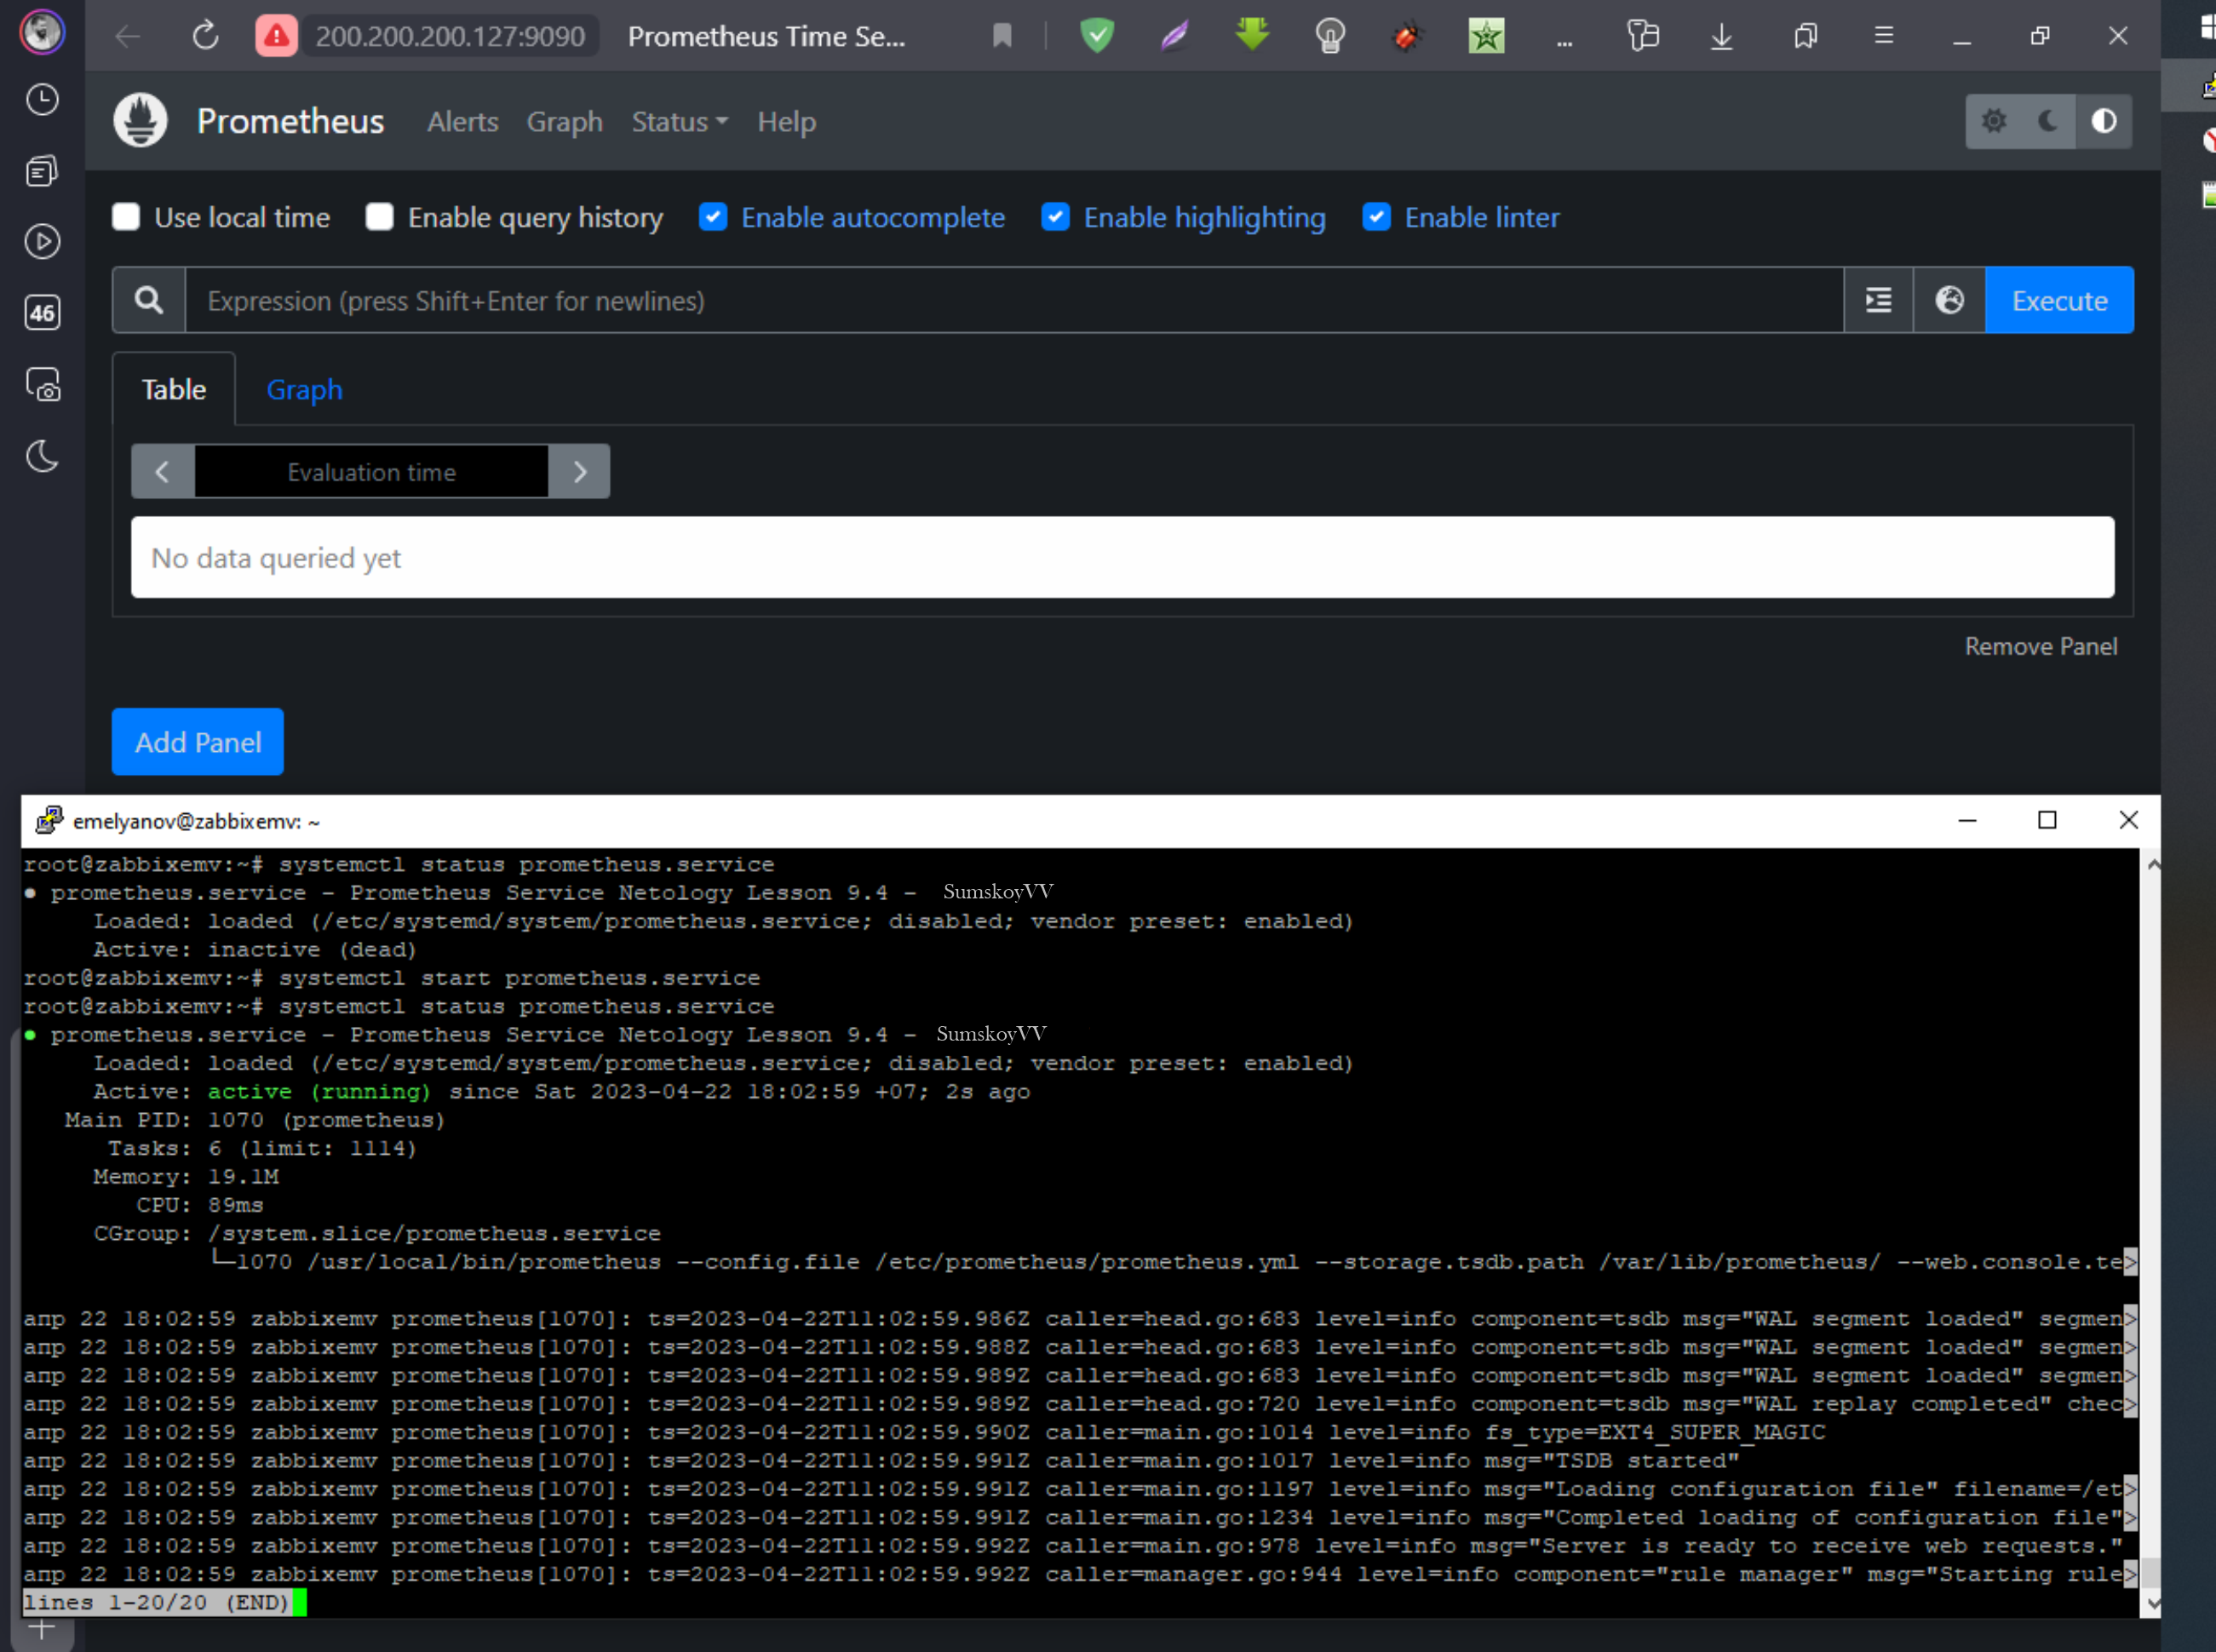 200.200.200.127:9090 Prometheus Time Se... ...
46
Prometheus Alerts Graph Status Help
Use local time Enable query history Enable autocomplete Enable highlighting Enable linter
Expression (press Shift+Enter for newlines) Execute
Table Graph
Evaluation time
No data queried yet
Remove Panel
Add Panel
emelyanov@zabbixemv: ~
root@zabbixemv:~# systemctl status prometheus.service
● prometheus.service - Prometheus Service Netology Lesson 9.4 - SumskoyVV
Loaded: loaded (/etc/systemd/system/prometheus.service; disabled; vendor preset: enabled)
Active: inactive (dead)
root@zabbixemv:~# systemctl start prometheus.service
root@zabbixemv:~# systemctl status prometheus.service
● prometheus.service - Prometheus Service Netology Lesson 9.4 - SumskoyVV
Loaded: loaded (/etc/systemd/system/prometheus.service; disabled; vendor preset: enabled)
Active: active (running) since Sat 2023-04-22 18:02:59 +07; 2s ago
Main PID: 1070 (prometheus)
Tasks: 6 (limit: 1114)
Memory: 19.1M
CPU: 89ms
CGroup: /system.slice/prometheus.service
└─1070 /usr/local/bin/prometheus --config.file /etc/prometheus/prometheus.yml --storage.tsdb.path /var/lib/prometheus/ --web.console.te>
апр 22 18:02:59 zabbixemv prometheus[1070]: ts=2023-04-22T11:02:59.986Z caller=head.go:683 level=info component=tsdb msg="WAL segment loaded" segmen>
апр 22 18:02:59 zabbixemv prometheus[1070]: ts=2023-04-22T11:02:59.988Z caller=head.go:683 level=info component=tsdb msg="WAL segment loaded" segmen>
апр 22 18:02:59 zabbixemv prometheus[1070]: ts=2023-04-22T11:02:59.989Z caller=head.go:683 level=info component=tsdb msg="WAL segment loaded" segmen>
апр 22 18:02:59 zabbixemv prometheus[1070]: ts=2023-04-22T11:02:59.989Z caller=head.go:720 level=info component=tsdb msg="WAL replay completed" chec>
апр 22 18:02:59 zabbixemv prometheus[1070]: ts=2023-04-22T11:02:59.990Z caller=main.go:1014 level=info fs_type=EXT4_SUPER_MAGIC
апр 22 18:02:59 zabbixemv prometheus[1070]: ts=2023-04-22T11:02:59.991Z caller=main.go:1017 level=info msg="TSDB started"
апр 22 18:02:59 zabbixemv prometheus[1070]: ts=2023-04-22T11:02:59.991Z caller=main.go:1197 level=info msg="Loading configuration file" filename=/et>
апр 22 18:02:59 zabbixemv prometheus[1070]: ts=2023-04-22T11:02:59.991Z caller=main.go:1234 level=info msg="Completed loading of configuration file">
апр 22 18:02:59 zabbixemv prometheus[1070]: ts=2023-04-22T11:02:59.992Z caller=main.go:978 level=info msg="Server is ready to receive web requests."
апр 22 18:02:59 zabbixemv prometheus[1070]: ts=2023-04-22T11:02:59.992Z caller=manager.go:944 level=info component="rule manager" msg="Starting rule>
lines 1-20/20 (END)